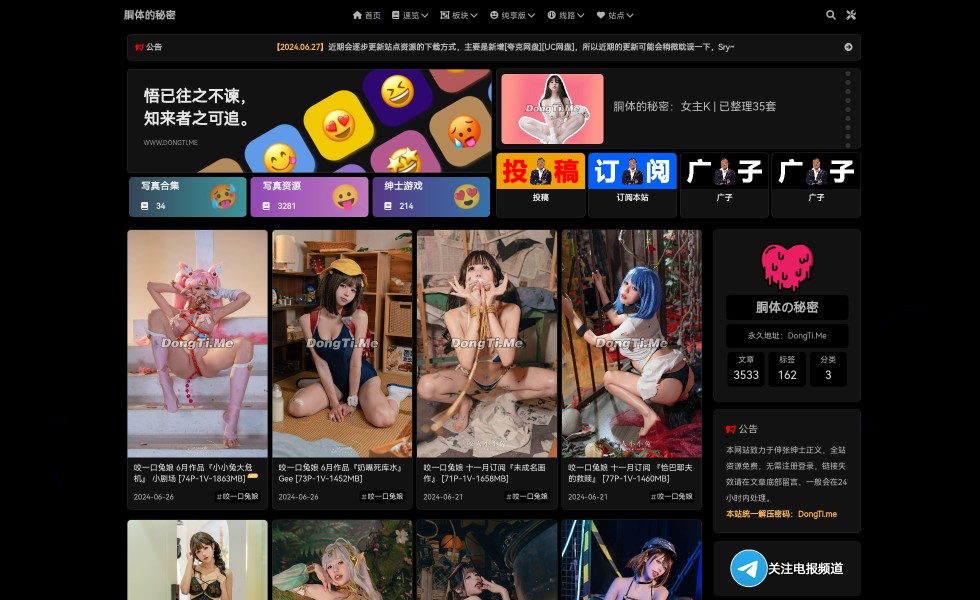 胴体的秘密
首页 速览 板块 纯享版 线路 站点
公告
【2024.06.27】近期会逐步更新站点资源的下载方式，主要是新增[夸克网盘][UC网盘]，所以近期的更新可能会稍微耽误一下，Sry~
悟已往之不谏，
知来者之可追。
WWW.DONGTI.ME
DongTi.Me
胴体的秘密：女主K | 已整理35套
写真合集
34
写真资源
3281
绅士游戏
214
投稿
投稿
订阅
订阅本站
广子
广子
广子
广子
DongTi.Me
DongTi.Me
DongTi.Me
DongTi.Me
咬一口兔娘 6月作品『小小兔大危
机』 小剧场 [74P-1V-1863MB]
2024-06-26 #咬一口兔娘
咬一口兔娘 6月作品『奶嘴死库水』
Gee [73P-1V-1452MB]
2024-06-26 #咬一口兔娘
咬一口兔娘 十一月订阅『未成名画
作』 [71P-1V-1658MB]
2024-06-21 #咬一口兔娘
咬一口兔娘 十一月订阅 『恰巴耶夫
的救赎』 [77P-1V-1460MB]
2024-06-21 #咬一口兔娘
胴体の秘密
永久地址：DongTi.Me
文章 标签 分类
3533 162 3
公告
本网站致力于伸张绅士正义，全站
资源免费，无需注册登录，链接失
效请在文章底部留言，一般会在24
小时内处理。
本站统一解压密码：DongTi.me
关注电报频道